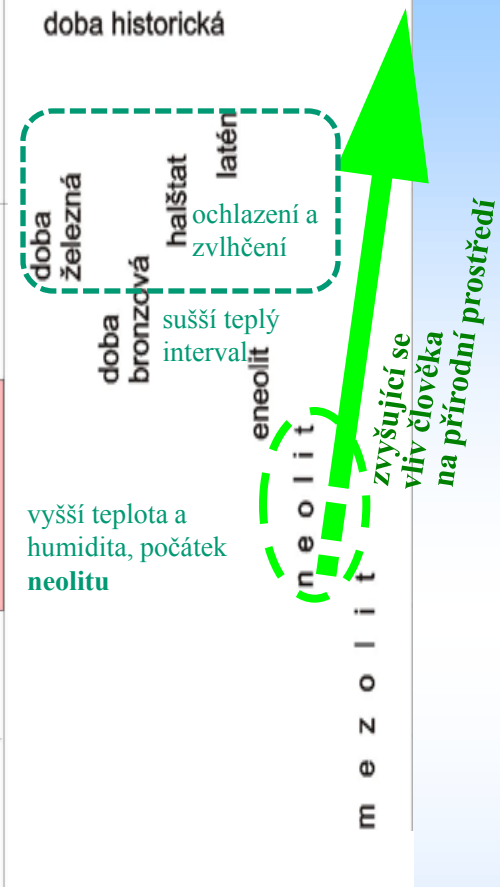 doba historická
latén
halštat
doba
železná
ochlazení a
zvlhčení
doba
bronzová
sušší teplý
interval
eneolit
zvyšující se
vliv člověka
na přírodní prostředí
vyšší teplota a
humidita, počátek
neolitu
neolit
mezolit